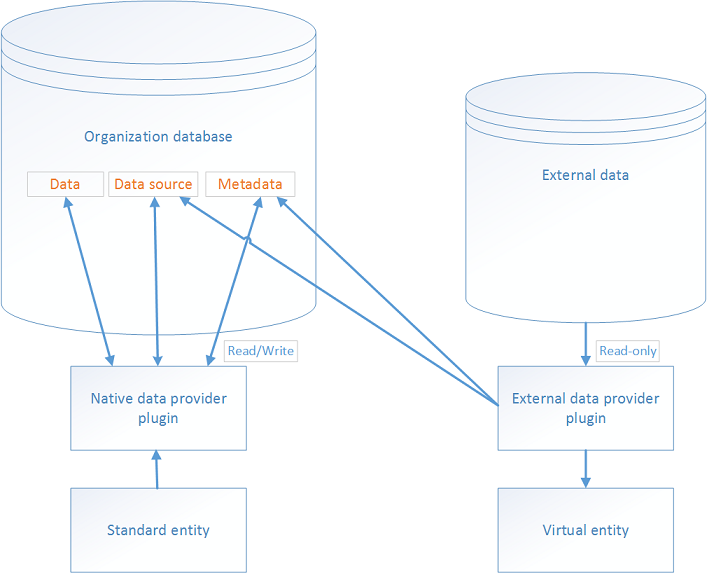 Organization database
Data
Data source
Metadata
External data
Read/Write
Read-only
Native data provider
plugin
External data provider
plugin
Standard entity
Virtual entity